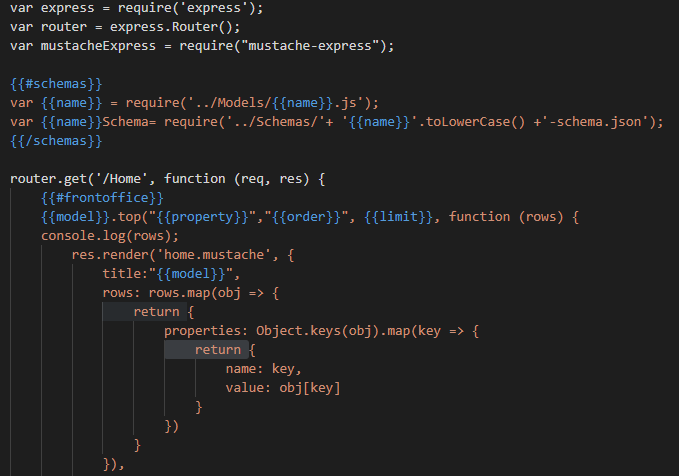 var express = require('express');
var router = express.Router();
var mustacheExpress = require("mustache-express");

{{#schemas}}
var {{name}} = require('../Models/{{name}}.js');
var {{name}}Schema= require('../Schemas/'+ '{{name}}'.toLowerCase() +'-schema.json');
{{/schemas}}

router.get('/Home', function (req, res) {
    {{#frontoffice}}
    {{model}}.top("{{property}}","{{order}}", {{limit}}, function (rows) {
    console.log(rows);
        res.render('home.mustache', {
            title:"{{model}}",
            rows: rows.map(obj => {
                return {
                    properties: Object.keys(obj).map(key => {
                        return {
                            name: key,
                            value: obj[key]
                        }
                    })
                }
            }),